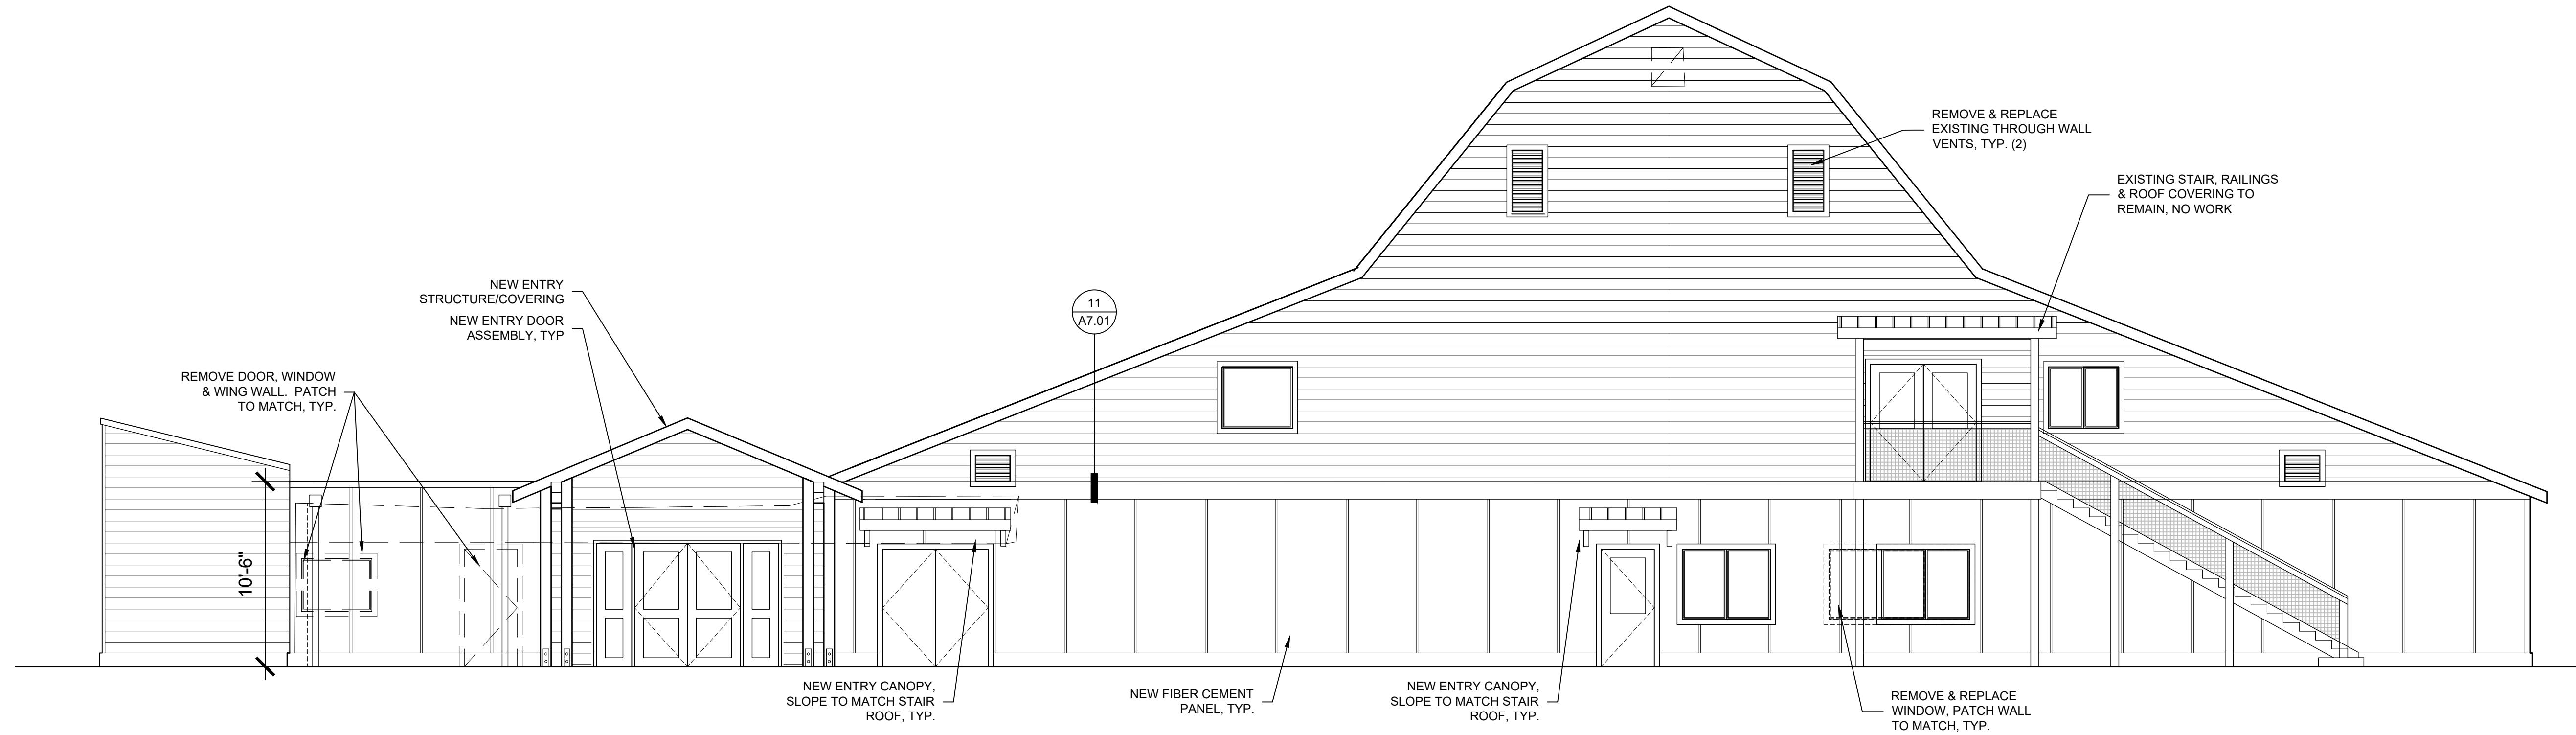 REMOVE & REPLACE
EXISTING THROUGH WALL
VENTS, TYP. (2)
EXISTING STAIR, RAILINGS
& ROOF COVERING TO
REMAIN, NO WORK
NEW ENTRY
STRUCTURE/COVERING
NEW ENTRY DOOR
ASSEMBLY, TYP
11
A7.01
REMOVE DOOR, WINDOW
& WING WALL. PATCH
TO MATCH, TYP.
10'-6"
NEW ENTRY CANOPY,
SLOPE TO MATCH STAIR
ROOF, TYP.
NEW FIBER CEMENT
PANEL, TYP.
NEW ENTRY CANOPY,
SLOPE TO MATCH STAIR
ROOF, TYP.
REMOVE & REPLACE
WINDOW, PATCH WALL
TO MATCH, TYP.